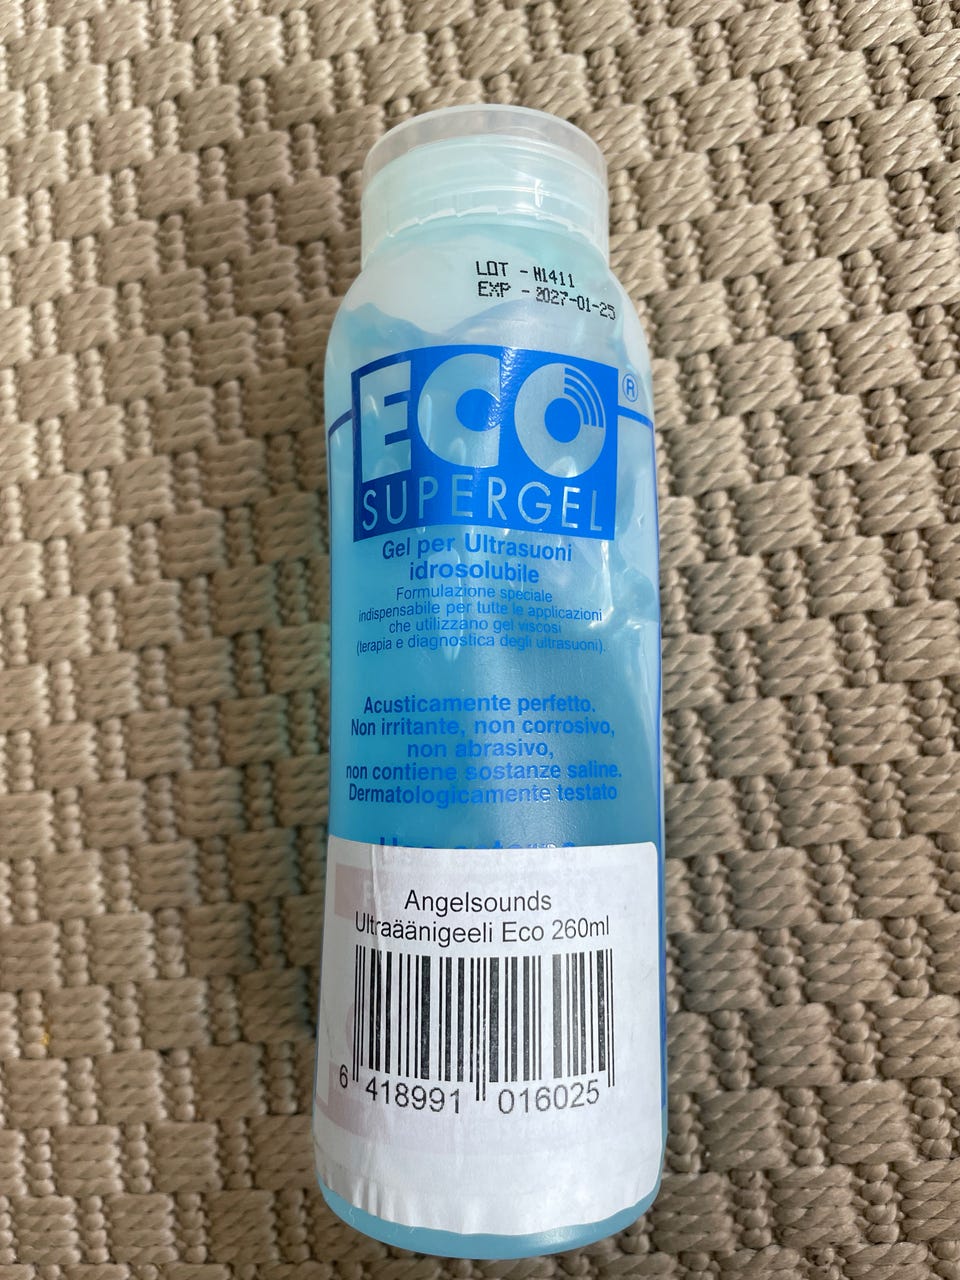 LOT - H1411
EXP - 2027-01-25
ECO®
SUPERGEL
Gel per Ultrasuoni
idrosolubile
Formulazione speciale
indispensabile per tutte le applicazioni
che utilizzano gel viscosi
(terapia e diagnostica degli ultrasuoni).
Acusticamente perfetto.
Non irritante, non corrosivo,
non abrasivo,
non contiene sostanze saline.
Dermatologicamente testato
Angelsounds
Ultraäänigeeli Eco 260ml
6 418991 016025